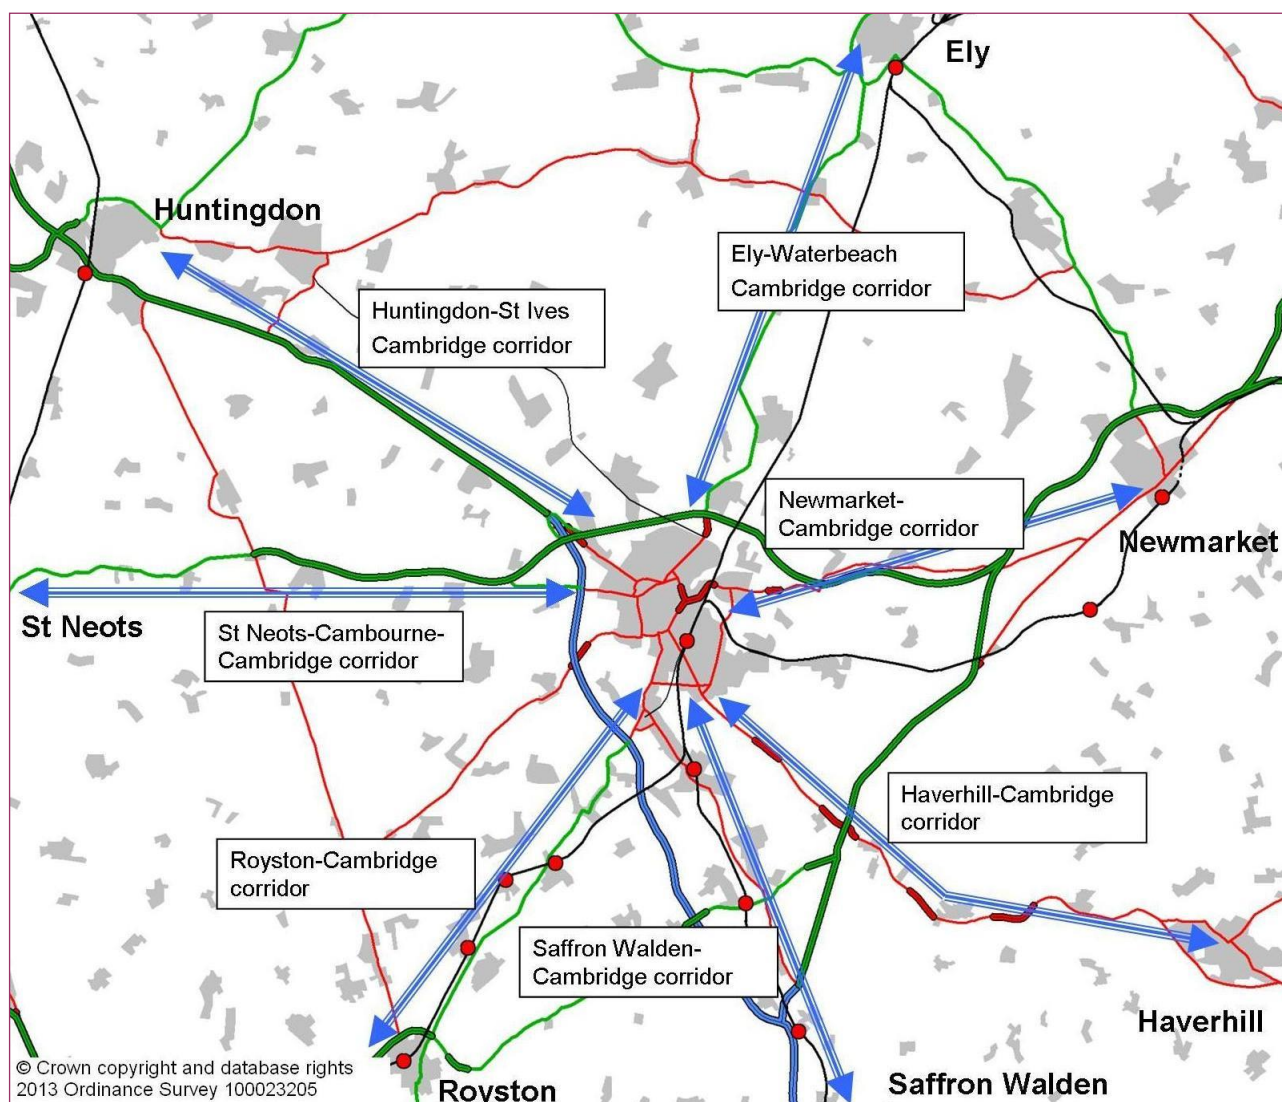 Ely
Huntingdon
Ely-Waterbeach
Cambridge corridor
Huntingdon-St Ives
Cambridge corridor
Newmarket-
Cambridge corridor
Newmarket
St Neots
St Neots-Cambourne-
Cambridge corridor
Haverhill-Cambridge
corridor
Royston-Cambridge
corridor
Saffron Walden-
Cambridge corridor
Haverhill
© Crown copyright and database rights
2013 Ordinance Survey 100023205
Royston
Saffron Walden